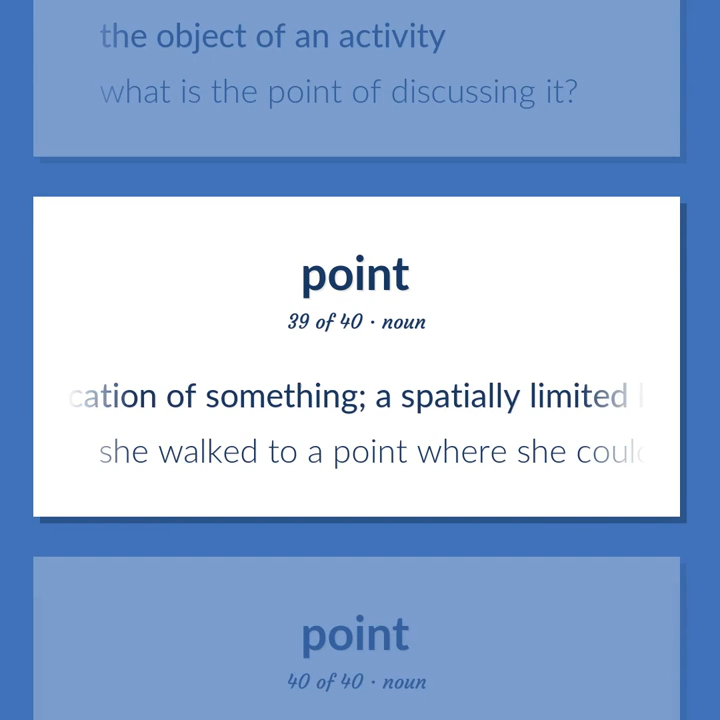 the object of an activity
what is the point of discussing it?
point
39 of 40 · noun
cation of something; a spatially limited
she walked to a point where she could
point
40 of 40 · noun